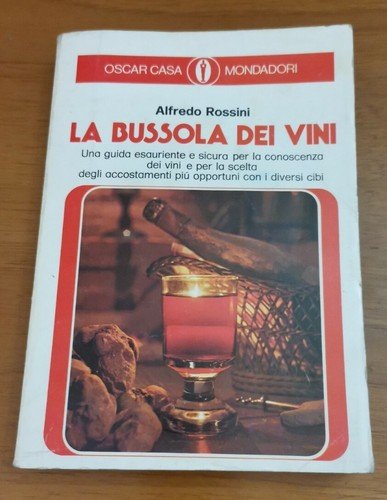 OSCAR CASA MONDADORI
Alfredo Rossini
LA BUSSOLA DEI VINI
Una guida esauriente e sicura per la conoscenza
dei vini e per la scelta
degli accostamenti più opportuni con i diversi cibi